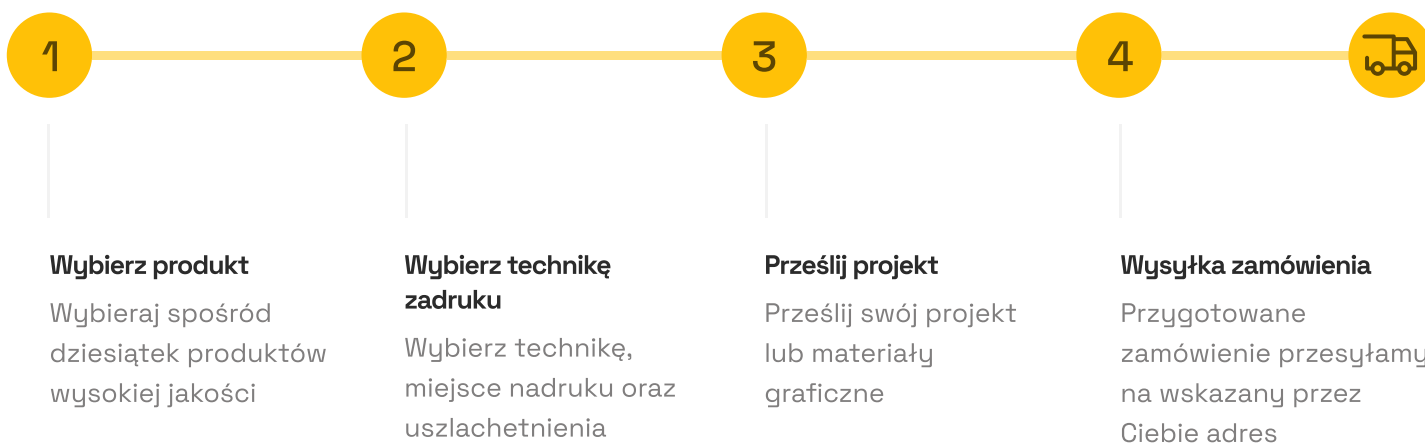 1
2
3
4
Wybierz produkt
Wybieraj spośród
dziesiątek produktów
wysokiej jakości
Wybierz technikę
zadruku
Wybierz technikę,
miejsce nadruku oraz
uszlachetnienia
Prześlij projekt
Prześlij swój projekt
lub materiały
graficzne
Wysyłka zamówienia
Przygotowane
zamówienie przesyłamy
na wskazany przez
Ciebie adres